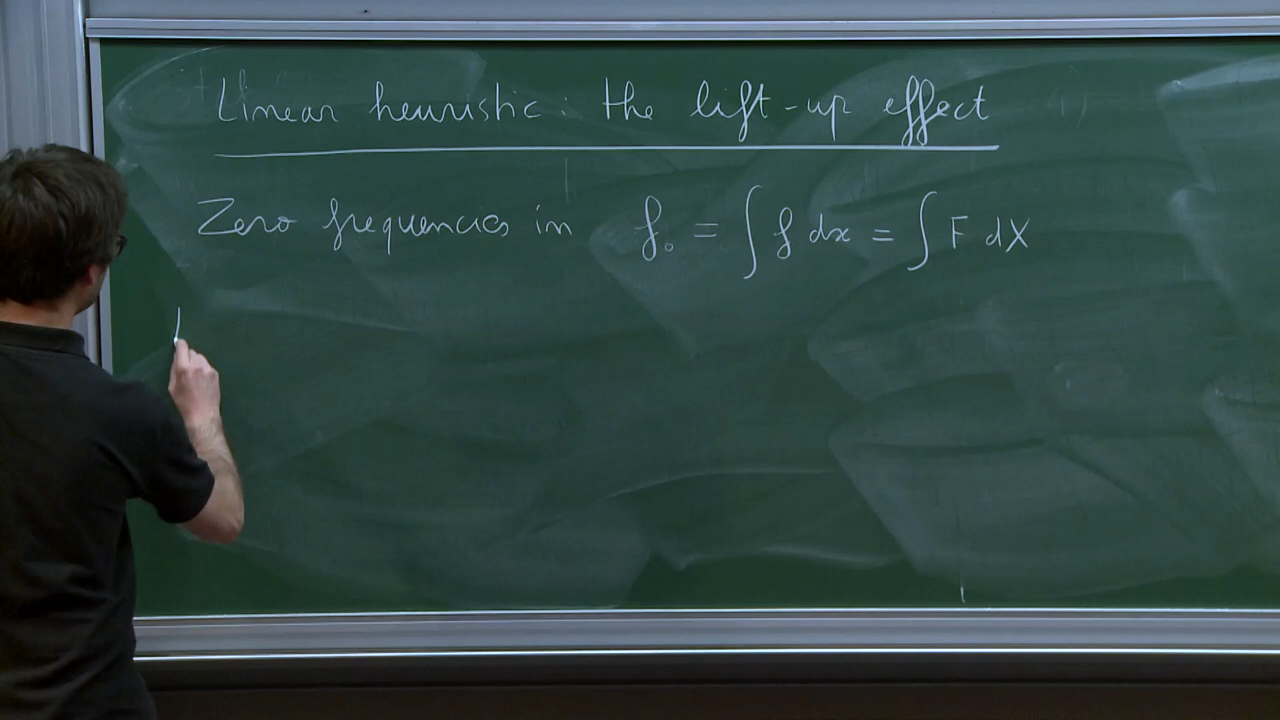 Linear heuristic: the lift-up effect
Zero frequencies in f₀ = ∫ f dx = ∫ F dX